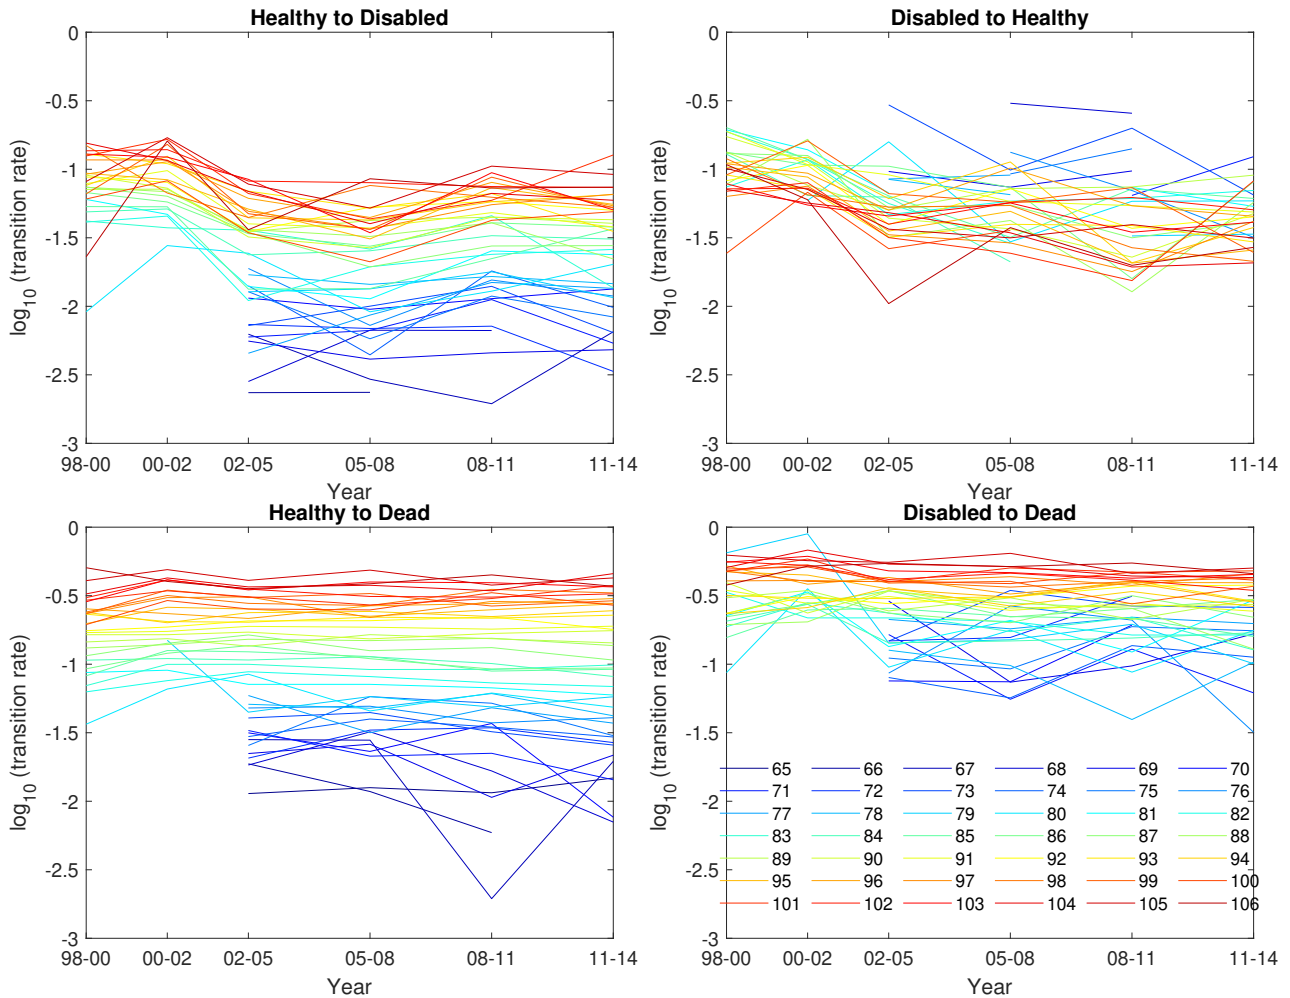 Healthy to Disabled
Disabled to Healthy
0
-0.5
-1
-1.5
-2
-2.5
-3
log10 (transition rate)
98-00 00-02 02-05 05-08 08-11 11-14
Year
0
-0.5
-1
-1.5
-2
-2.5
-3
log10 (transition rate)
98-00 00-02 02-05 05-08 08-11 11-14
Year
Healthy to Dead
Disabled to Dead
0
-0.5
-1
-1.5
-2
-2.5
-3
log10 (transition rate)
98-00 00-02 02-05 05-08 08-11 11-14
Year
0
-0.5
-1
-1.5
-2
-2.5
-3
log10 (transition rate)
65 66 67 68 69 70
71 72 73 74 75 76
77 78 79 80 81 82
83 84 85 86 87 88
89 90 91 92 93 94
95 96 97 98 99 100
101 102 103 104 105 106
98-00 00-02 02-05 05-08 08-11 11-14
Year